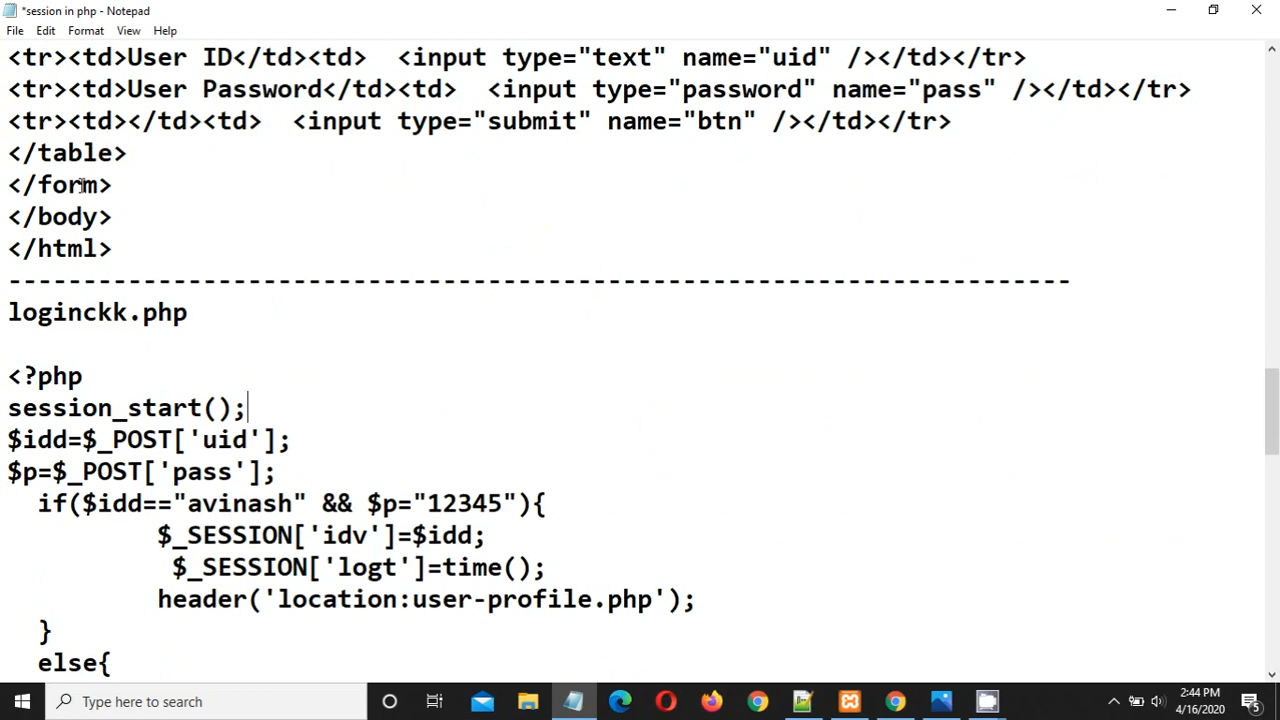 *session in php - Notepad
File Edit Format View Help
<tr><td>User ID</td><td>  <input type="text" name="uid" /></td></tr>
<tr><td>User Password</td><td>  <input type="password" name="pass" /></td></tr>
<tr><td></td><td>  <input type="submit" name="btn" /></td></tr>
</table>
</form>
</body>
</html>
-----------------------------------------------------------------------
loginckk.php
<?php
session_start();
$idd=$_POST['uid'];
$p=$_POST['pass'];
  if($idd=="avinash" && $p="12345"){
          $_SESSION['idv']=$idd;
           $_SESSION['logt']=time();
          header('location:user-profile.php');
  }
  else{
Type here to search
2:44 PM
4/16/2020
5